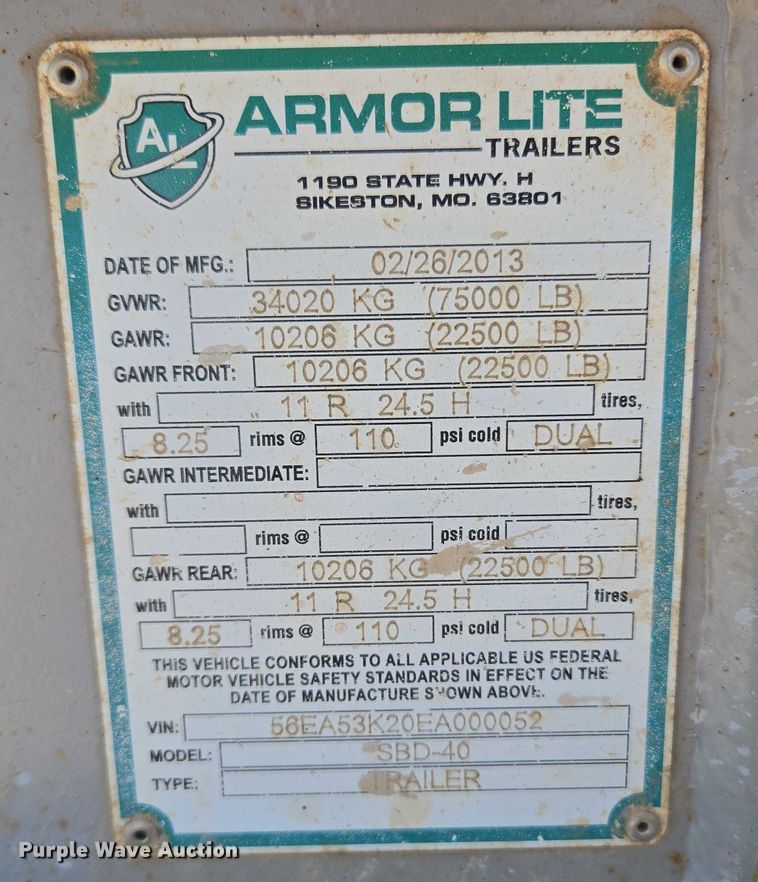 AL
ARMOR LITE
TRAILERS
1190 STATE HWY. H
SIKESTON, MO. 63801
DATE OF MFG.: 02/26/2013
GVWR: 34020 KG (75000 LB)
GAWR: 10206 KG (22500 LB)
GAWR FRONT: 10206 KG (22500 LB)
with 11 R 24.5 H tires,
8.25 rims @ 110 psi cold DUAL
GAWR INTERMEDIATE:
with tires,
rims @ psi cold
GAWR REAR: 10206 KG (22500 LB)
with 11 R 24.5 H tires,
8.25 rims @ 110 psi cold DUAL
THIS VEHICLE CONFORMS TO ALL APPLICABLE US FEDERAL
MOTOR VEHICLE SAFETY STANDARDS IN EFFECT ON THE
DATE OF MANUFACTURE SHOWN ABOVE.
VIN: 56EA53K20EA000052
MODEL: SBD-40
TYPE: TRAILER
Purple Wave Auction